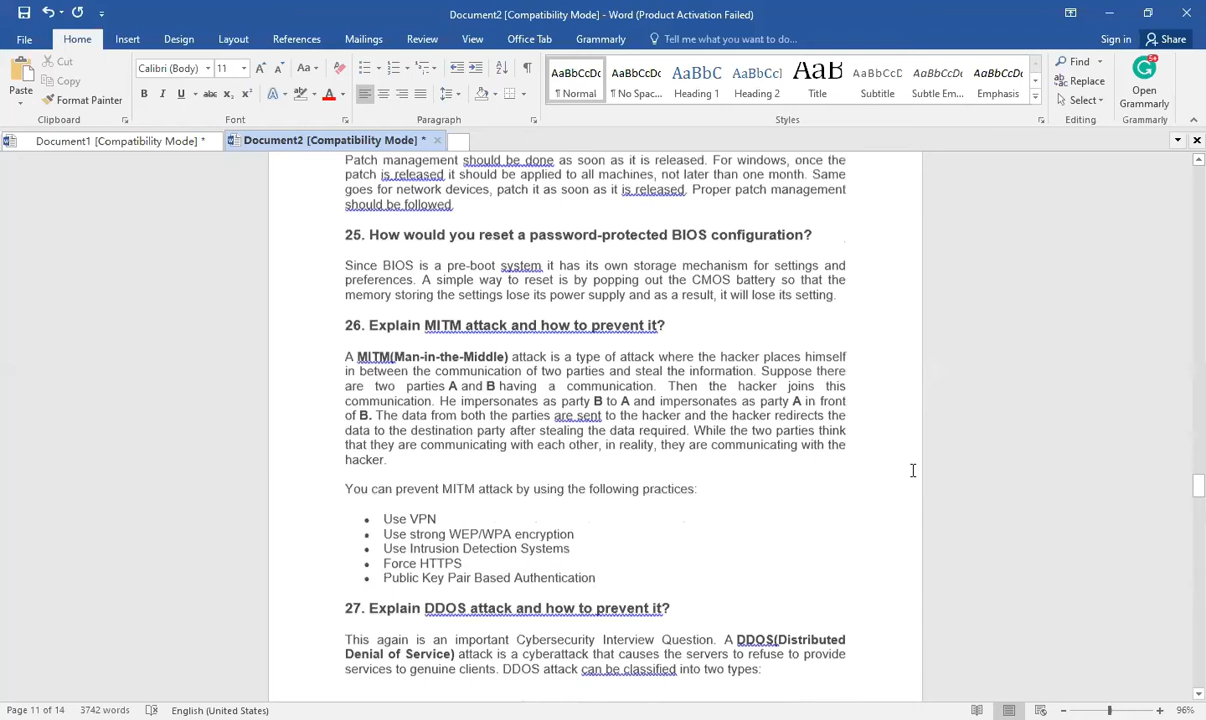 Document2 [Compatibility Mode] - Word (Product Activation Failed)
File Home Insert Design Layout References Mailings Review View Office Tab Grammarly Tell me what you want to do... Sign in Share
Paste
Cut
Copy
Format Painter
Clipboard
Calibri (Body) 11
Font
Paragraph
AaBbCcDc AaBbCcDc AaBbC AaBbCcI AaB AaBbCcDc AaBbCcDc AaBbCcDc
¶ Normal ¶ No Spac... Heading 1 Heading 2 Title Subtitle Subtle Em... Emphasis
Styles
Find
Replace
Select
Editing
Open
Grammarly
Grammarly
Document1 [Compatibility Mode] *
Document2 [Compatibility Mode] *
Patch management should be done as soon as it is released. For windows, once the
patch is released it should be applied to all machines, not later than one month. Same
goes for network devices, patch it as soon as it is released. Proper patch management
should be followed.
25. How would you reset a password-protected BIOS configuration?
Since BIOS is a pre-boot system it has its own storage mechanism for settings and
preferences. A simple way to reset is by popping out the CMOS battery so that the
memory storing the settings lose its power supply and as a result, it will lose its setting.
26. Explain MITM attack and how to prevent it?
A MITM(Man-in-the-Middle) attack is a type of attack where the hacker places himself
in between the communication of two parties and steal the information. Suppose there
are two parties A and B having a communication. Then the hacker joins this
communication. He impersonates as party B to A and impersonates as party A in front
of B. The data from both the parties are sent to the hacker and the hacker redirects the
data to the destination party after stealing the data required. While the two parties think
that they are communicating with each other, in reality, they are communicating with the
hacker.
You can prevent MITM attack by using the following practices:
• Use VPN
• Use strong WEP/WPA encryption
• Use Intrusion Detection Systems
• Force HTTPS
• Public Key Pair Based Authentication
27. Explain DDOS attack and how to prevent it?
This again is an important Cybersecurity Interview Question. A DDOS(Distributed
Denial of Service) attack is a cyberattack that causes the servers to refuse to provide
services to genuine clients. DDOS attack can be classified into two types:
Page 11 of 14 3742 words English (United States) 96%